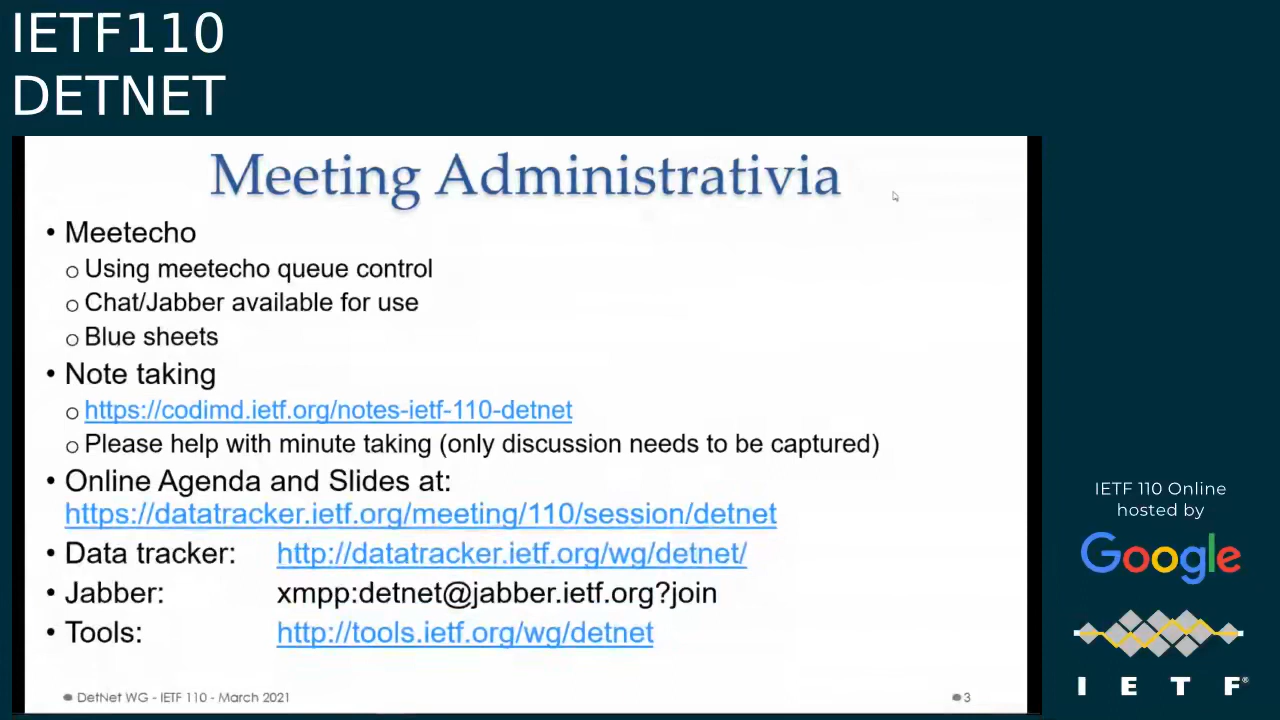 IETF110
DETNET
Meeting Administrativia
• Meetecho
o Using meetecho queue control
o Chat/Jabber available for use
o Blue sheets
• Note taking
o https://codimd.ietf.org/notes-ietf-110-detnet
o Please help with minute taking (only discussion needs to be captured)
• Online Agenda and Slides at:
https://datatracker.ietf.org/meeting/110/session/detnet
• Data tracker: http://datatracker.ietf.org/wg/detnet/
• Jabber: xmpp:detnet@jabber.ietf.org?join
• Tools: http://tools.ietf.org/wg/detnet
DetNet WG - IETF 110 - March 2021
3
IETF 110 Online
hosted by
Google
I E T F®